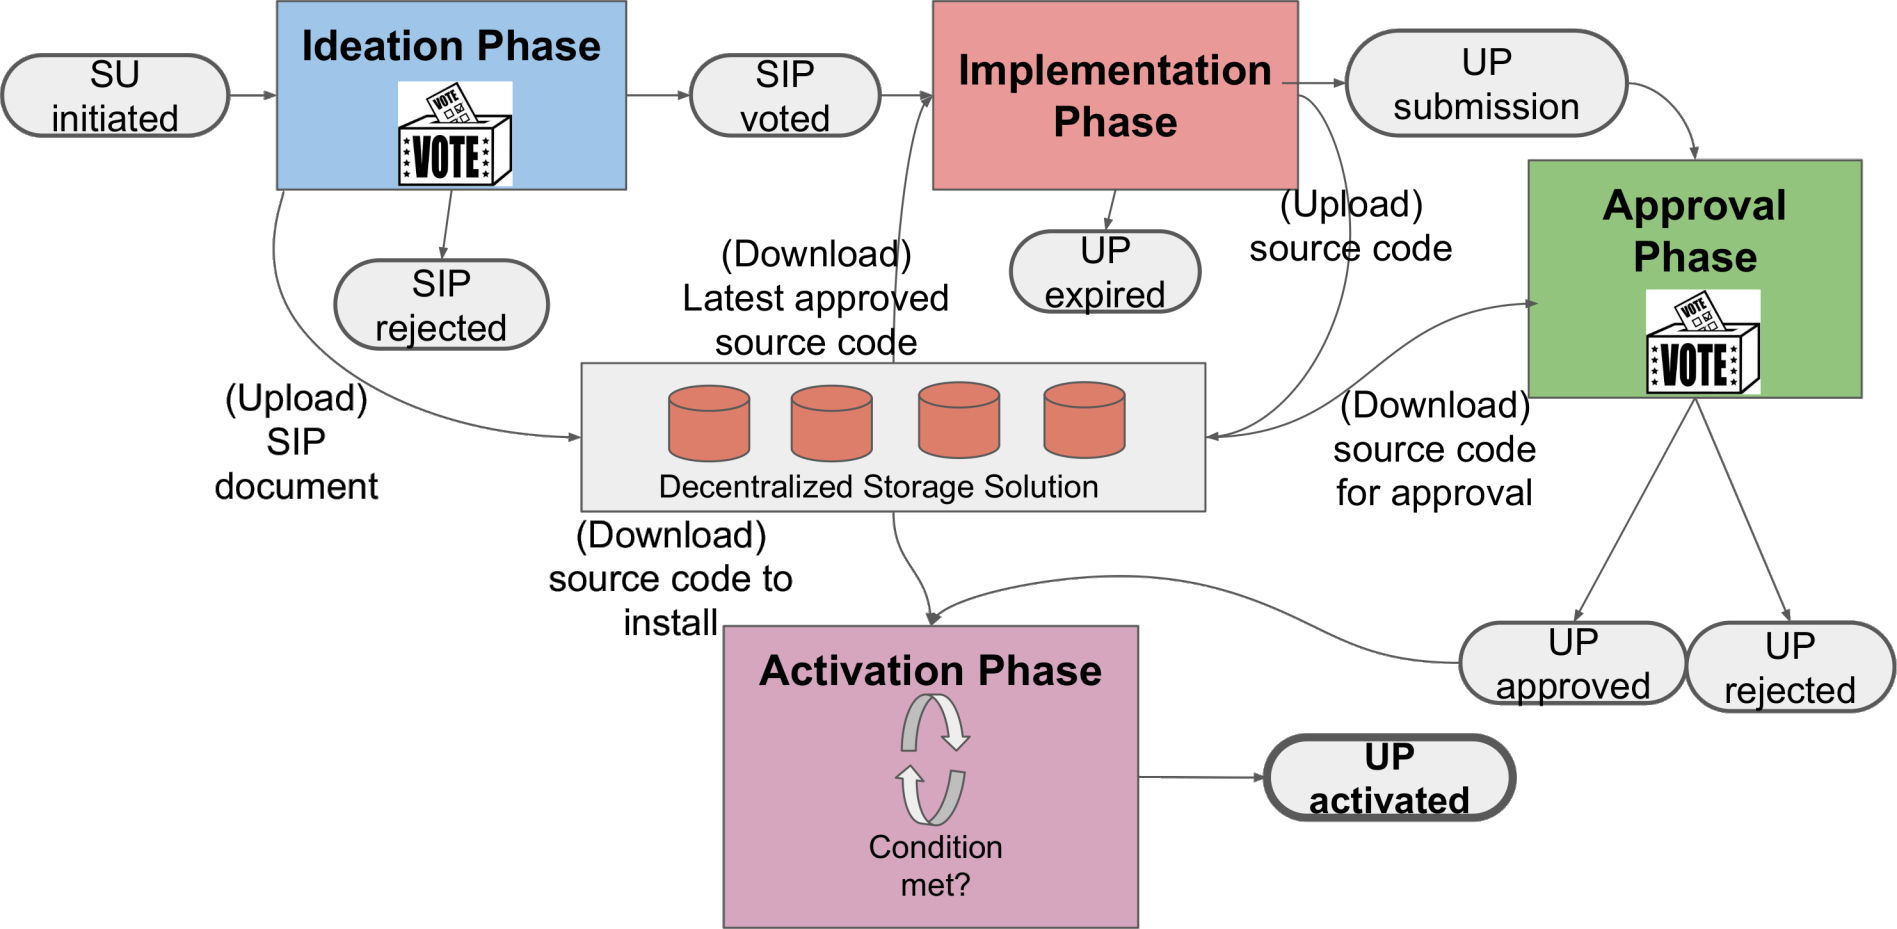 Ideation Phase
SU
initiated
VOTE
VOTE
SIP
voted
Implementation
Phase
UP
submission
SIP
rejected
(Download)
Latest approved
source code
UP
expired
(Upload)
source code
Approval
Phase
VOTE
VOTE
(Upload)
SIP
document
Decentralized Storage Solution
(Download)
source code
for approval
(Download)
source code to
install
Activation Phase
Condition
met?
UP
approved
UP
rejected
UP
activated